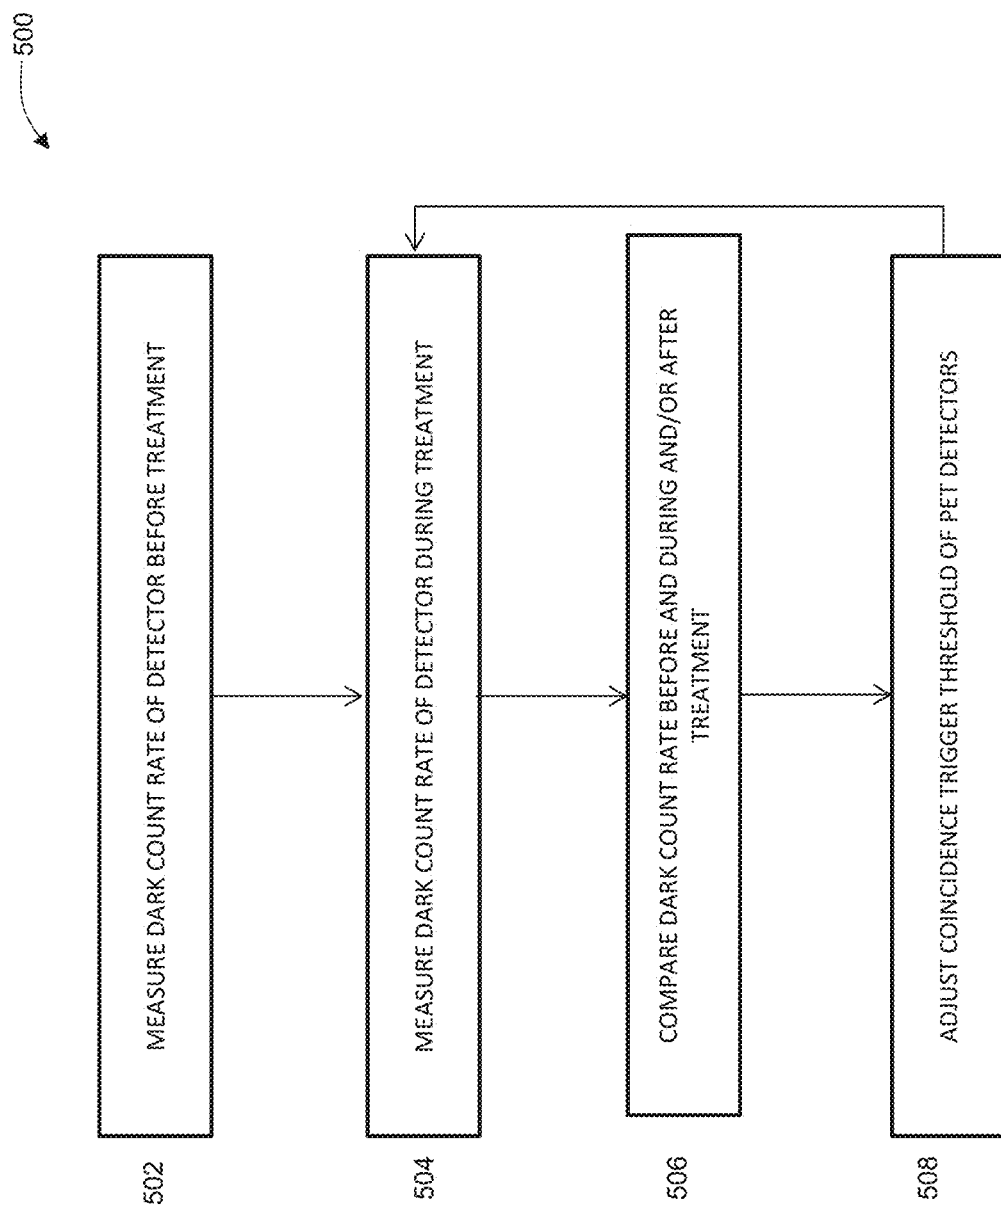 500
502
MEASURE DARK COUNT RATE OF DETECTOR BEFORE TREATMENT
504
MEASURE DARK COUNT RATE OF DETECTOR DURING TREATMENT
506
COMPARE DARK COUNT RATE BEFORE AND DURING AND/OR AFTER
TREATMENT
508
ADJUST COINCIDENCE TRIGGER THRESHOLD OF PET DETECTORS